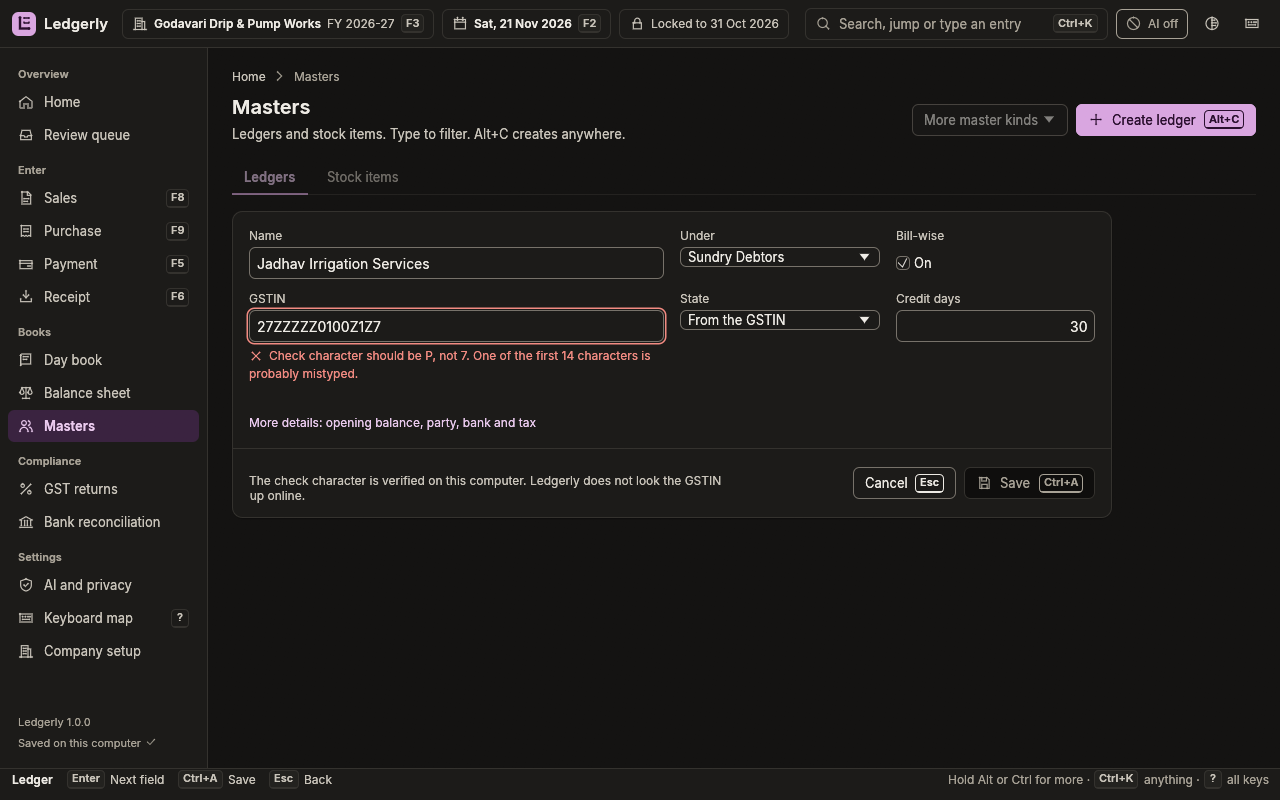 Ledgerly
Godavari Drip & Pump Works FY 2026-27 F3
Sat, 21 Nov 2026 F2
Locked to 31 Oct 2026
Search, jump or type an entry Ctrl+K
AI off
Overview
Home
Review queue
Enter
Sales F8
Purchase F9
Payment F5
Receipt F6
Books
Day book
Balance sheet
Masters
Compliance
GST returns
Bank reconciliation
Settings
AI and privacy
Keyboard map ?
Company setup
Ledgerly 1.0.0
Saved on this computer
Home Masters
Masters
Ledgers and stock items. Type to filter. Alt+C creates anywhere.
More master kinds
Create ledger Alt+C
Ledgers Stock items
Name
Jadhav Irrigation Services
Under
Sundry Debtors
Bill-wise
On
GSTIN
27ZZZZZ0100Z1Z7
Check character should be P, not 7. One of the first 14 characters is
probably mistyped.
State
From the GSTIN
Credit days
30
More details: opening balance, party, bank and tax
The check character is verified on this computer. Ledgerly does not look the GSTIN
up online.
Cancel Esc
Save Ctrl+A
Ledger Enter Next field Ctrl+A Save Esc Back
Hold Alt or Ctrl for more · Ctrl+K anything · ? all keys